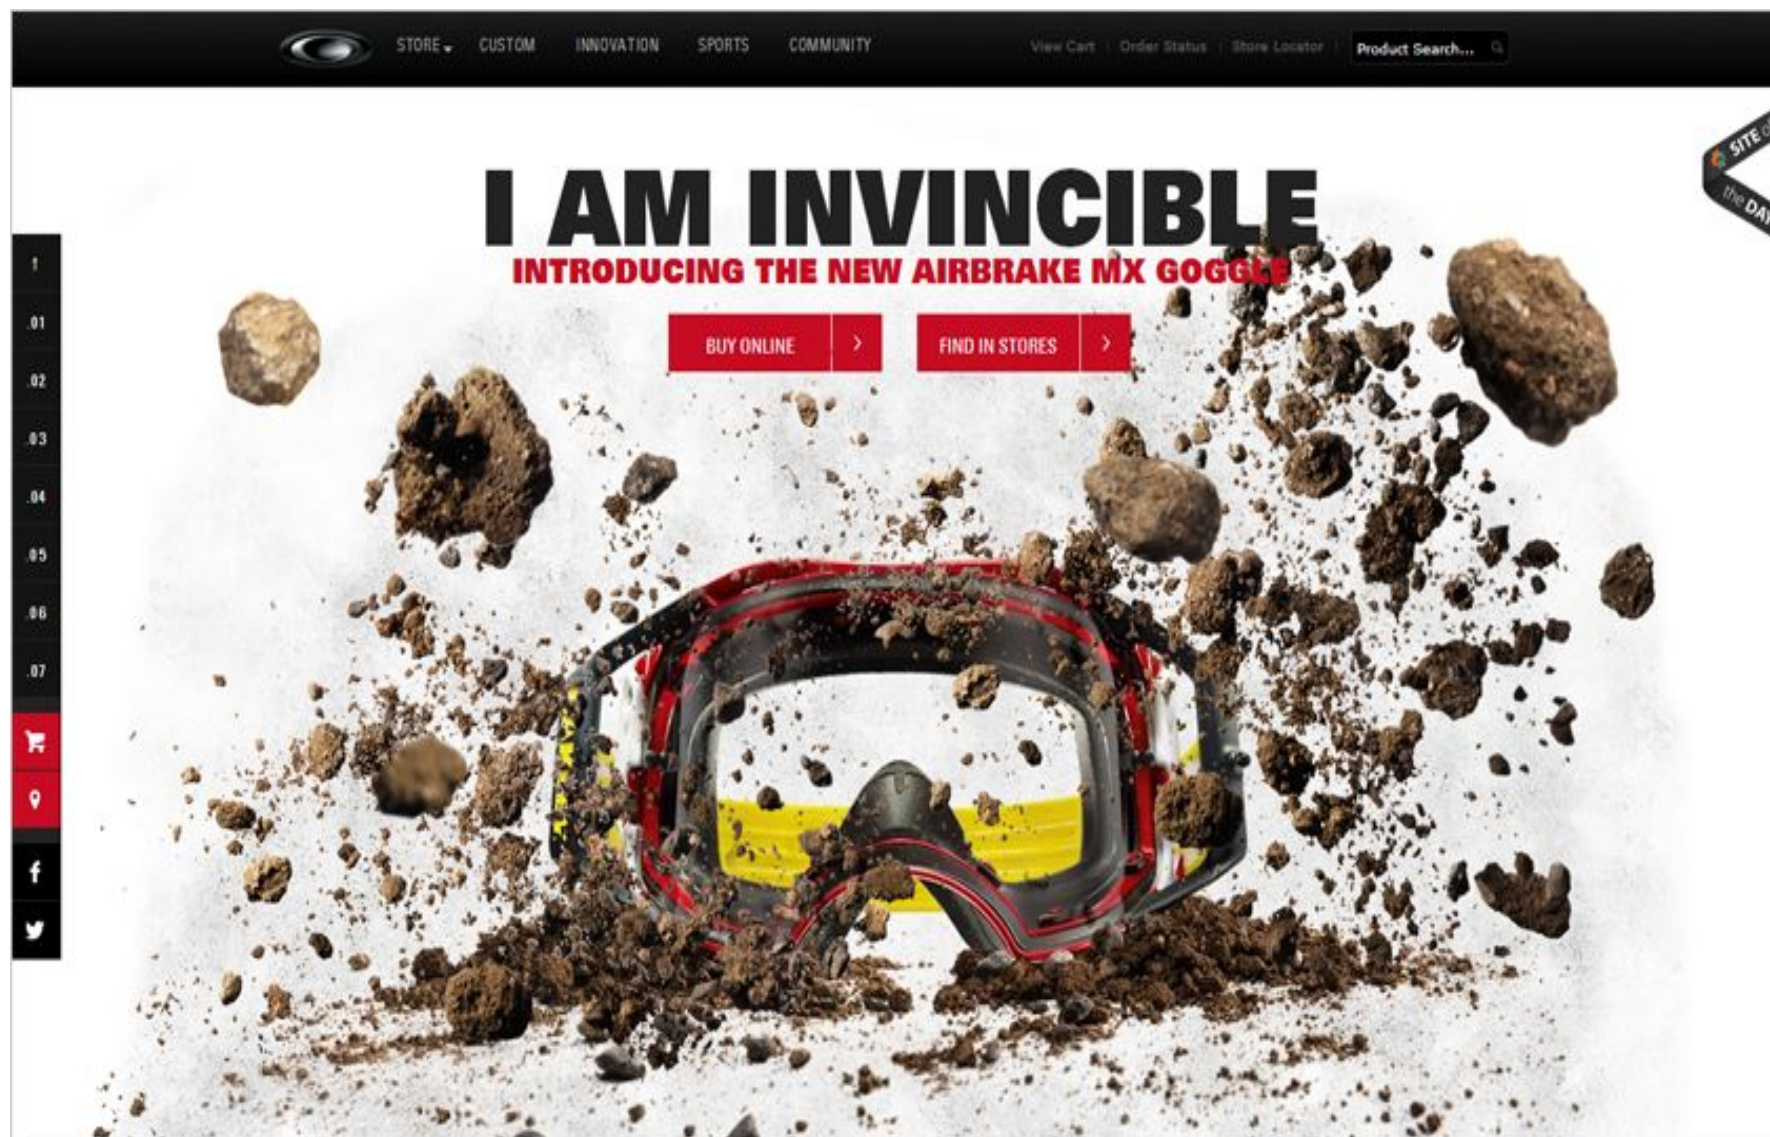 STORE CUSTOM INNOVATION SPORTS COMMUNITY View Cart Order Status Store Locator Product Search...
SITE of
the DAY
I AM INVINCIBLE
INTRODUCING THE NEW AIRBRAKE MX GOGGLE
BUY ONLINE FIND IN STORES
.01
.02
.03
.04
.05
.06
.07